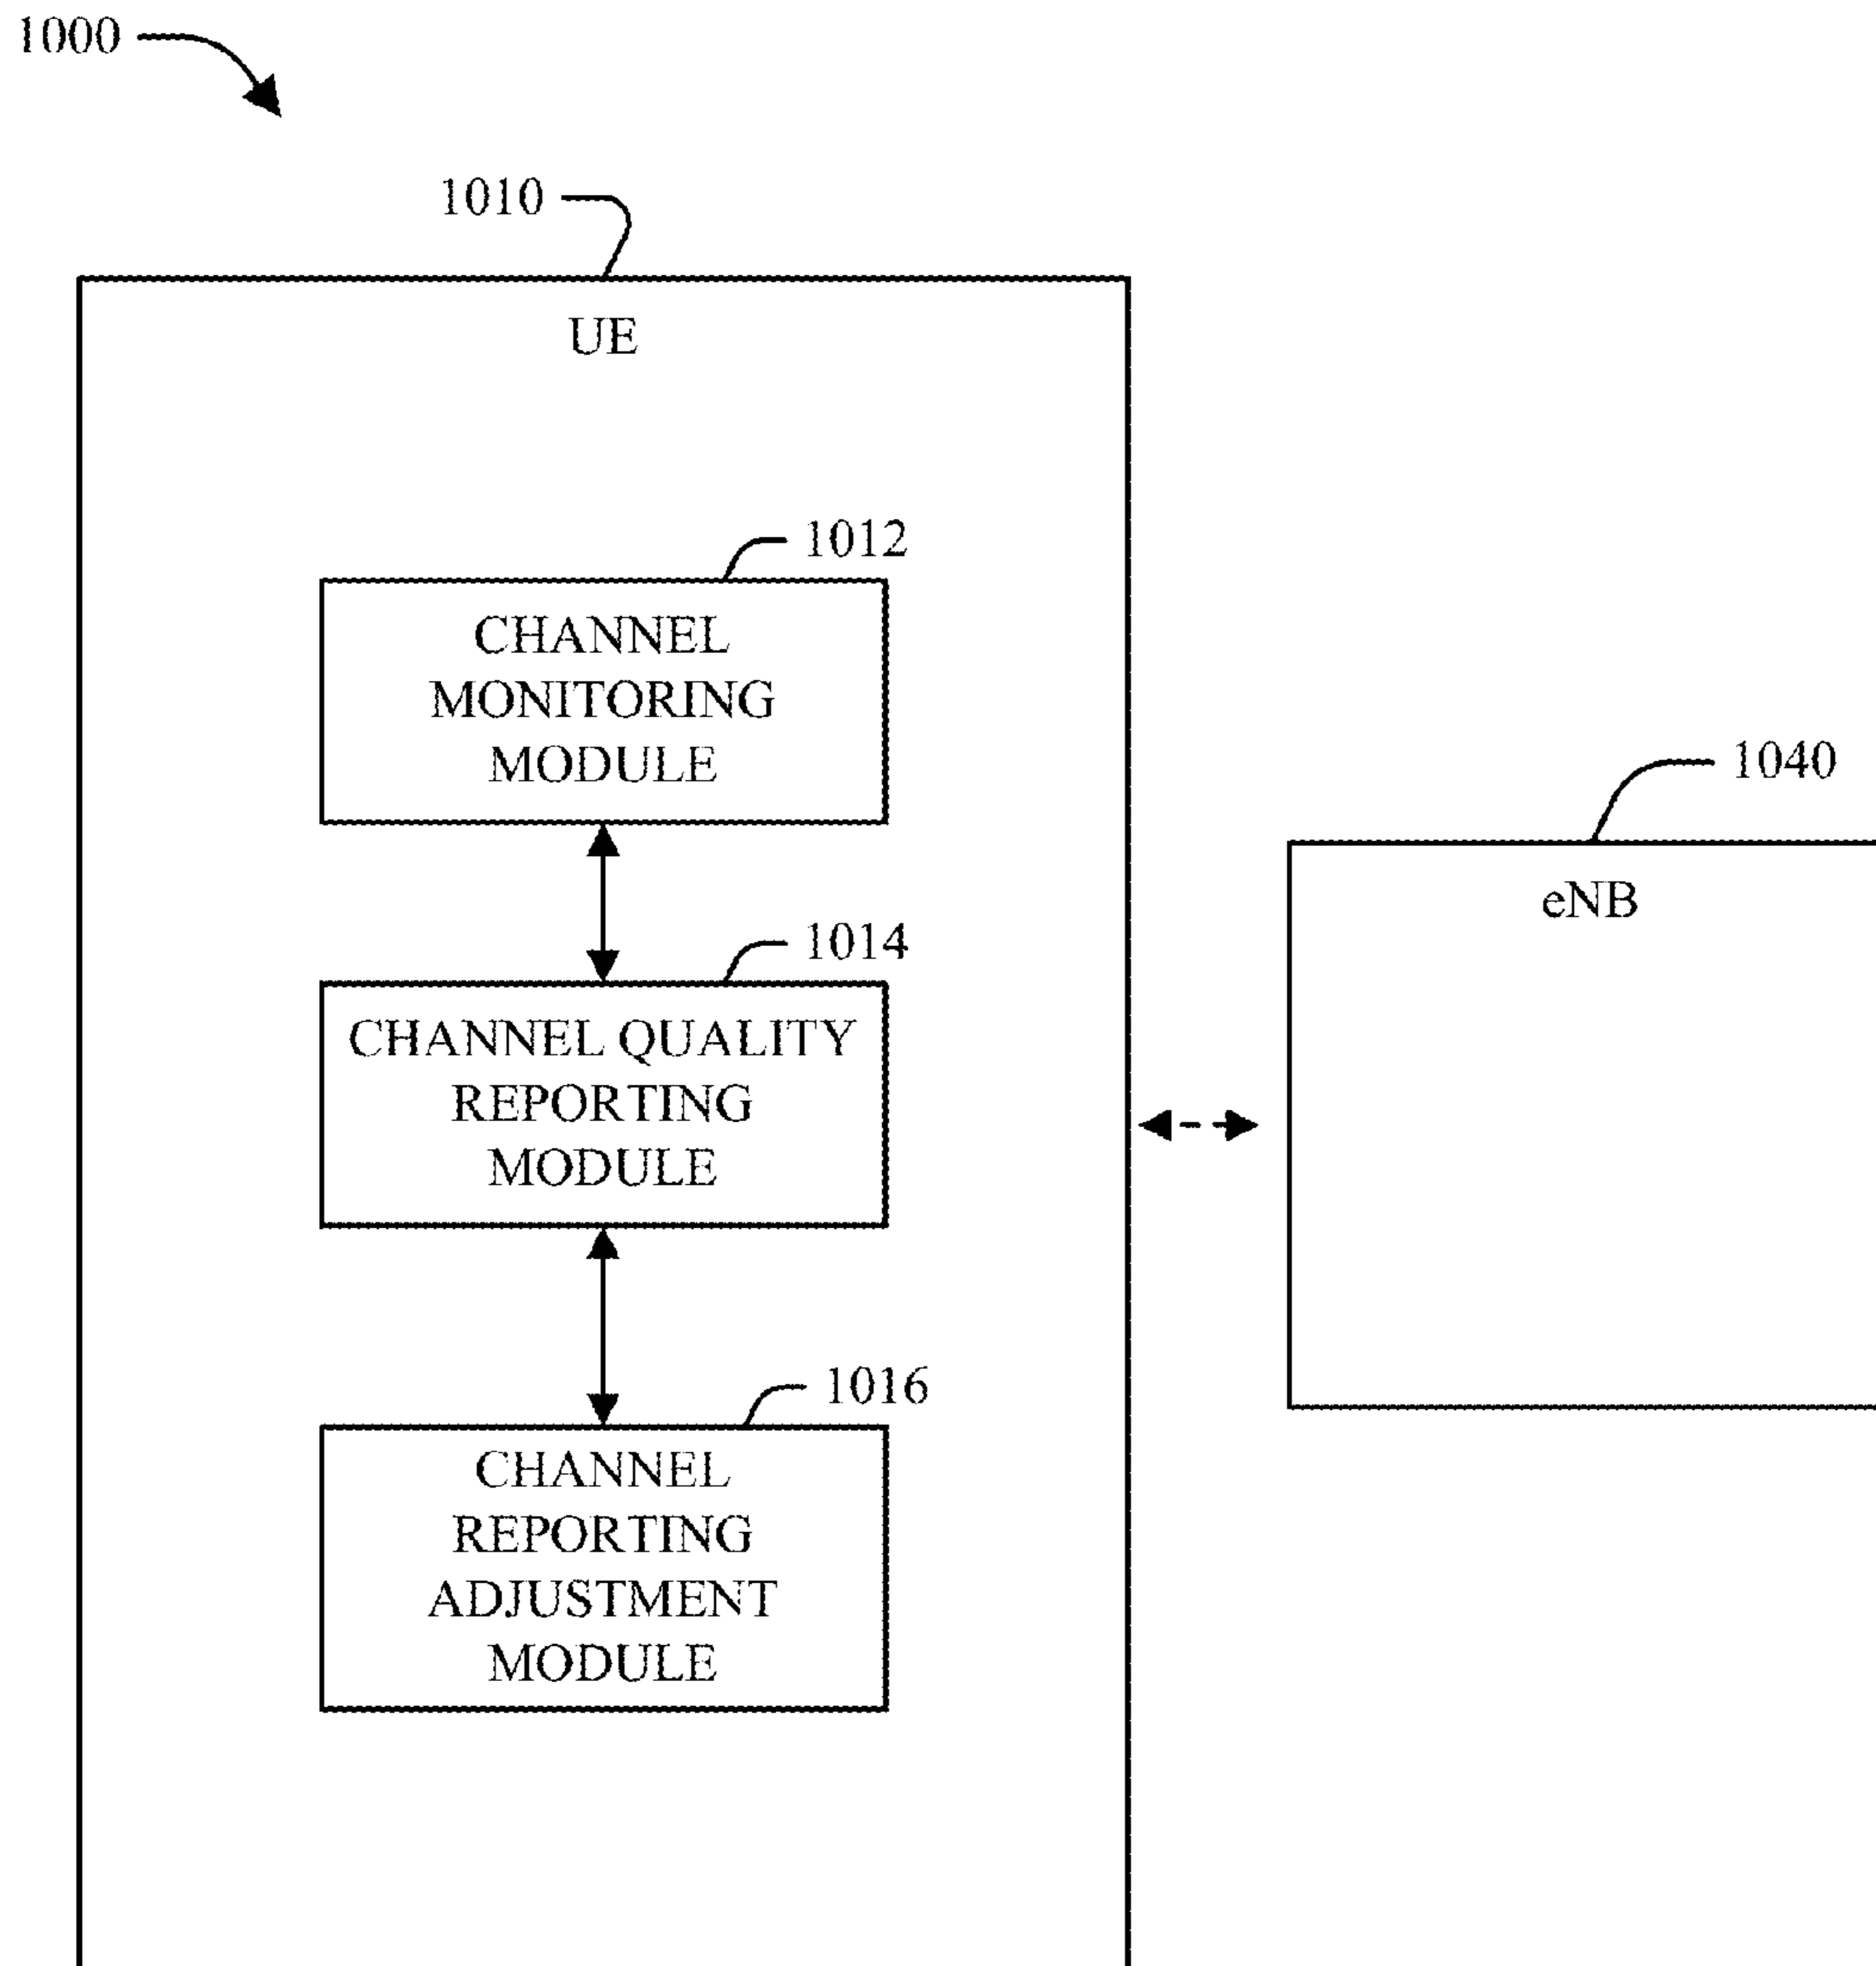 1000
1010
UE
1012
CHANNEL
MONITORING
MODULE
1040
eNB
1014
CHANNEL QUALITY
REPORTING
MODULE
1016
CHANNEL
REPORTING
ADJUSTMENT
MODULE